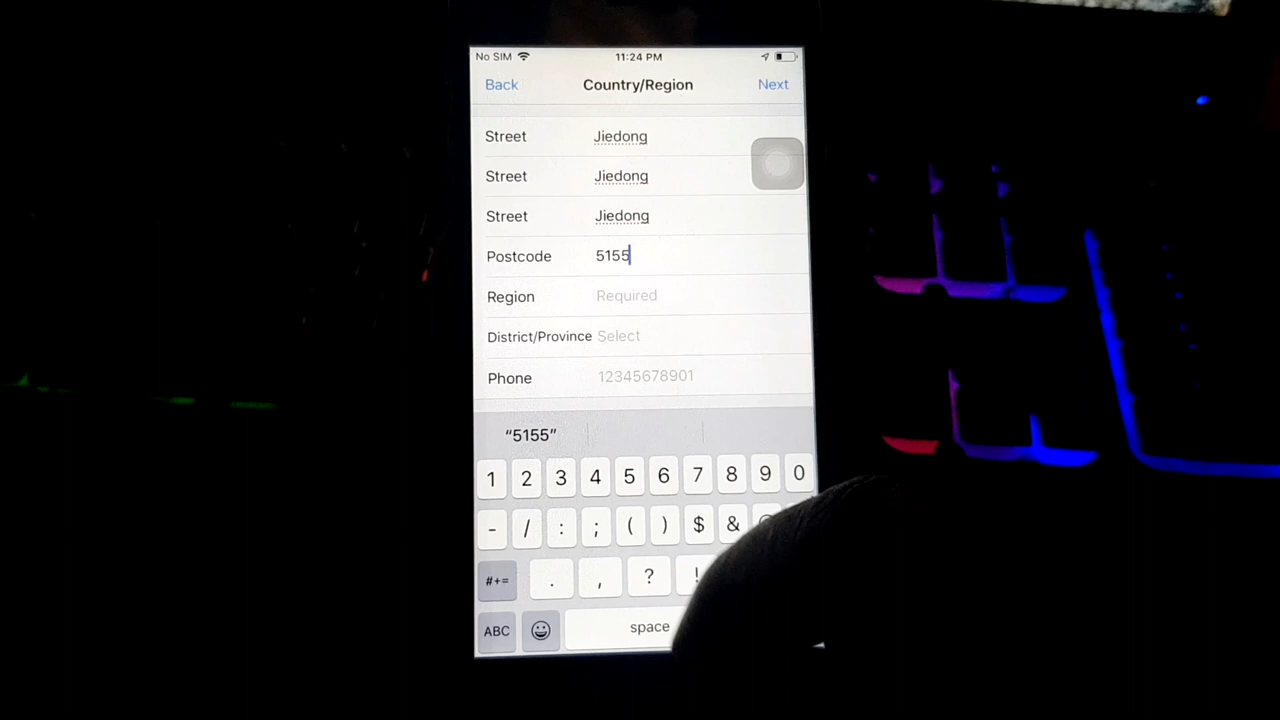 No SIM 11:24 PM
Back Country/Region Next
Street Jiedong
Street Jiedong
Street Jiedong
Postcode 5155
Region Required
District/Province Select
Phone 12345678901
“5155”
1 2 3 4 5 6 7 8 9 0
- / : ; ( ) $ &
#+= . , ? !
ABC space